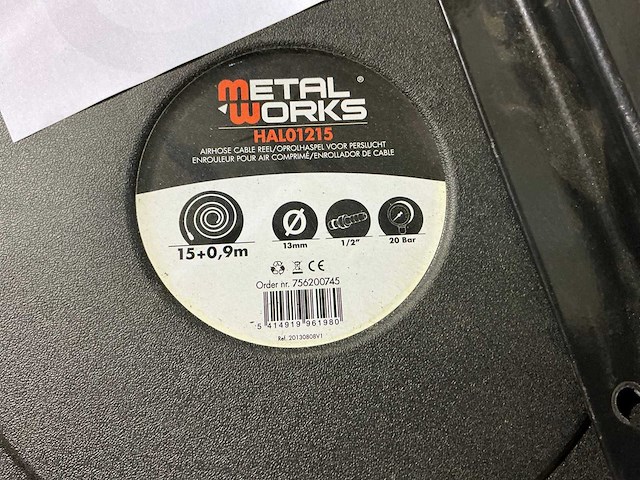 METAL
WORKS®
HAL01215
AIRHOSE CABLE REEL/OPROLHASPEL VOOR PERSLUCHT
ENROULEUR POUR AIR COMPRIMÉ/ENROLLADOR DE CABLE
15+0,9m
13mm
1/2"
20 Bar
CE
Order nr. 756200745
5 414919 961980
Ref. 20130808V1